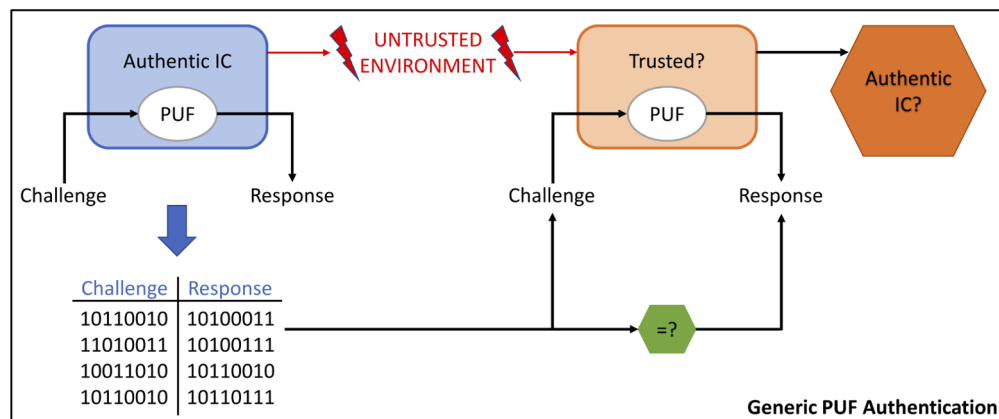 Authentic IC
UNTRUSTED
ENVIRONMENT
Trusted?
Authentic
IC?
PUF
PUF
Challenge
Response
Challenge
Response
Challenge Response
10110010 10100011
11010011 10100111
10011010 10110010
10110010 10110111
=?
Generic PUF Authentication